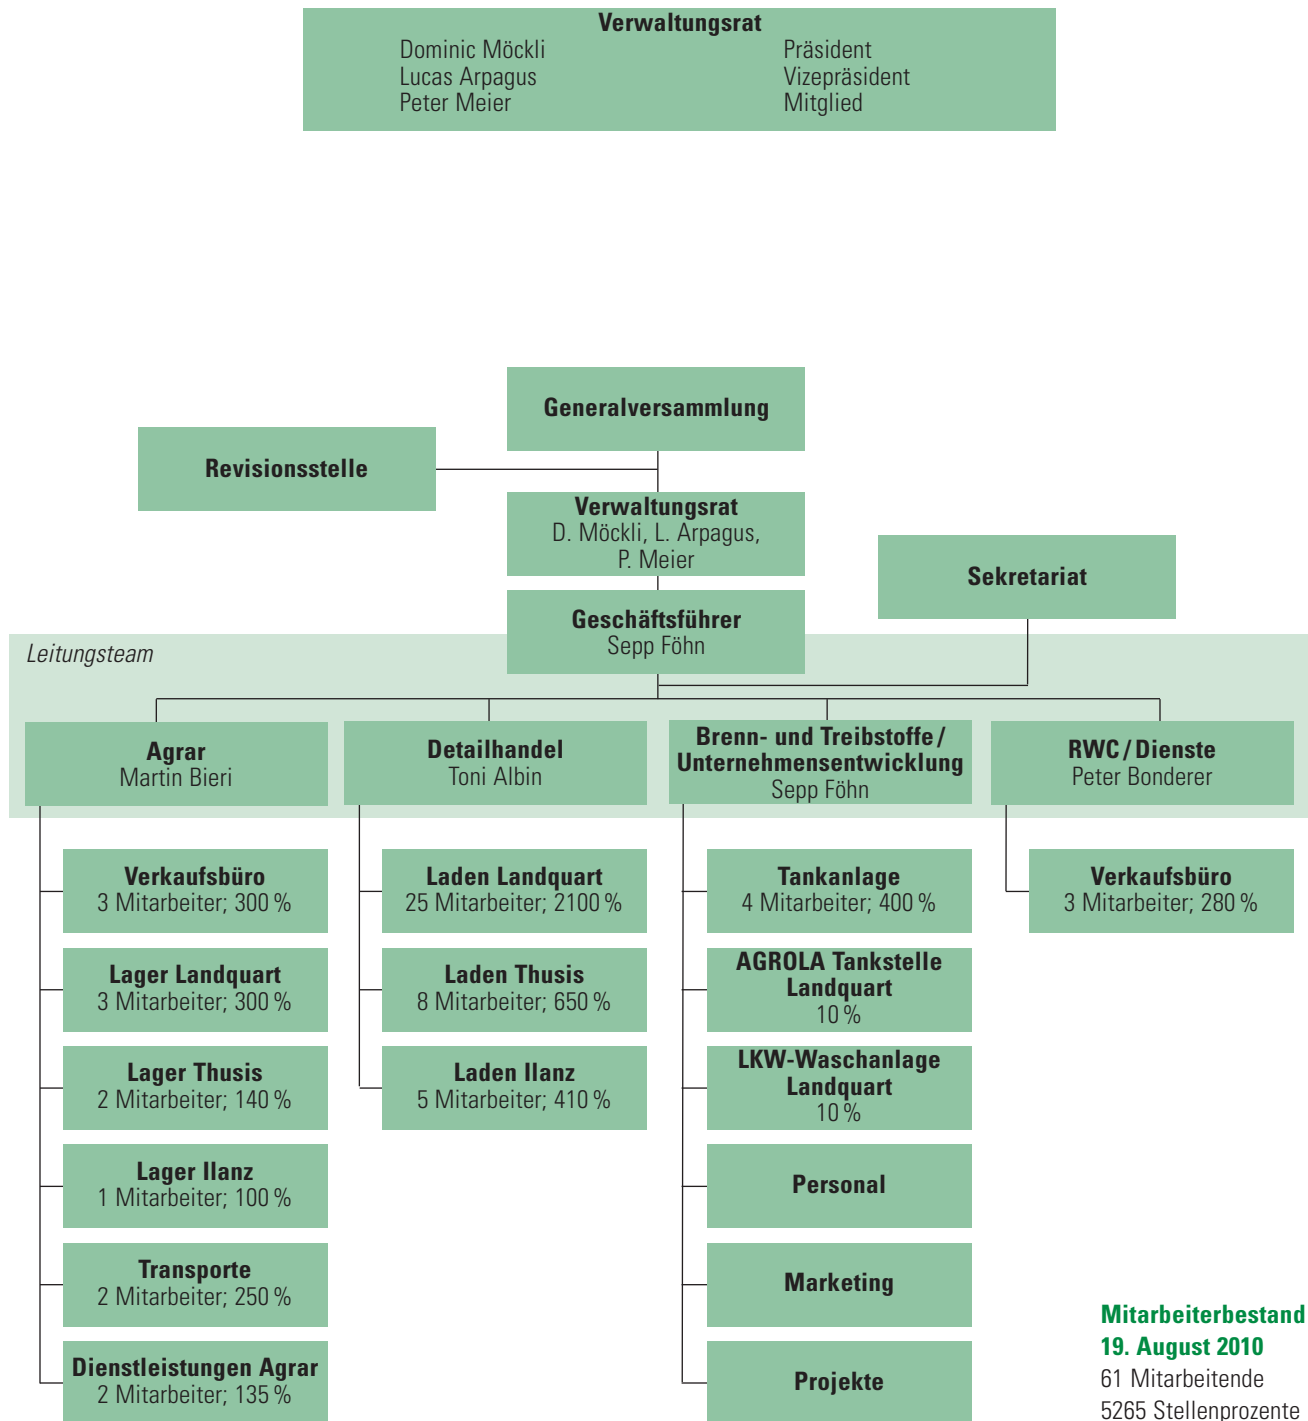 Verwaltungsrat
Dominic Möckli Präsident
Lucas Arpagus Vizepräsident
Peter Meier Mitglied
Generalversammlung
Revisionsstelle
Verwaltungsrat
D. Möckli, L. Arpagus,
P. Meier
Sekretariat
Geschäftsführer
Sepp Föhn
Leitungsteam
Agrar
Martin Bieri
Detailhandel
Toni Albin
Brenn- und Treibstoffe/
Unternehmensentwicklung
Sepp Föhn
RWC/Dienste
Peter Bonderer
Verkaufsbüro
3 Mitarbeiter; 300 %
Lager Landquart
3 Mitarbeiter; 300 %
Lager Thusis
2 Mitarbeiter; 140 %
Lager Ilanz
1 Mitarbeiter; 100 %
Transporte
2 Mitarbeiter; 250 %
Dienstleistungen Agrar
2 Mitarbeiter; 135 %
Laden Landquart
25 Mitarbeiter; 2100 %
Laden Thusis
8 Mitarbeiter; 650 %
Laden Ilanz
5 Mitarbeiter; 410 %
Tankanlage
4 Mitarbeiter; 400 %
AGROLA Tankstelle
Landquart
10 %
LKW-Waschanlage
Landquart
10 %
Personal
Marketing
Projekte
Verkaufsbüro
3 Mitarbeiter; 280 %
Mitarbeiterbestand
19. August 2010
61 Mitarbeitende
5265 Stellenprozente